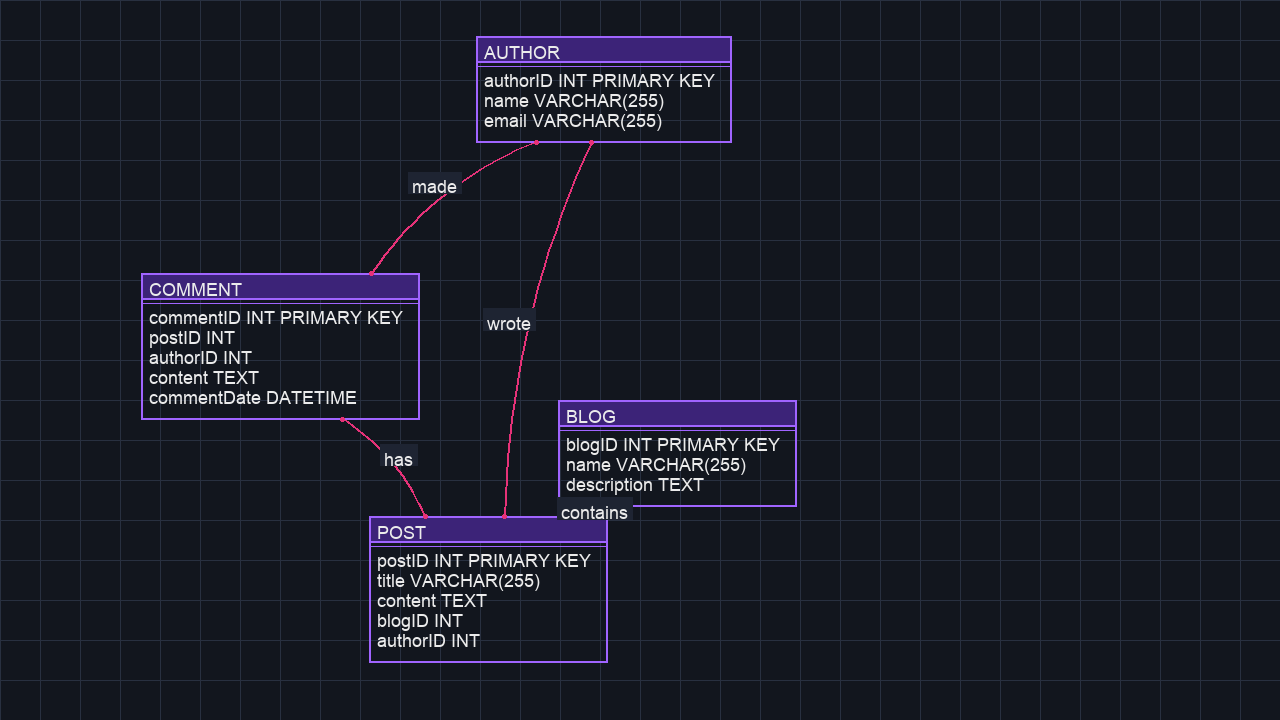 AUTHOR
authorID INT PRIMARY KEY
name VARCHAR(255)
email VARCHAR(255)
made
COMMENT
commentID INT PRIMARY KEY
postID INT
authorID INT
content TEXT
commentDate DATETIME
wrote
BLOG
blogID INT PRIMARY KEY
name VARCHAR(255)
description TEXT
has
contains
POST
postID INT PRIMARY KEY
title VARCHAR(255)
content TEXT
blogID INT
authorID INT